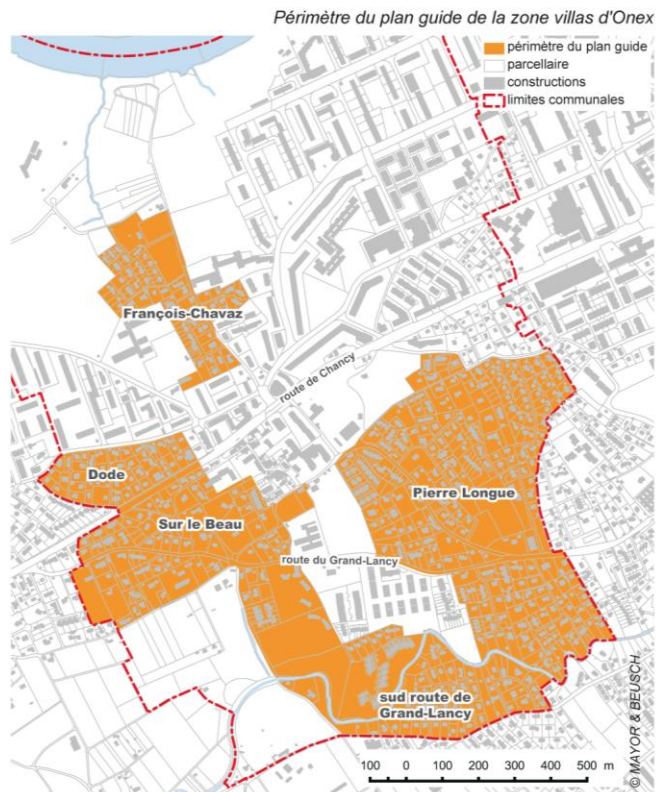 Périmètre du plan guide de la zone villas d'Onex
périmètre du plan guide
parcellaire
constructions
limites communales
François-Chavaz
route de Chancy
Dode
Pierre Longue
Sur le Beau
route du Grand-Lancy
sud route de
Grand-Lancy
100 0 100 200 300 400 500 m
© MAYOR & BEUSCH